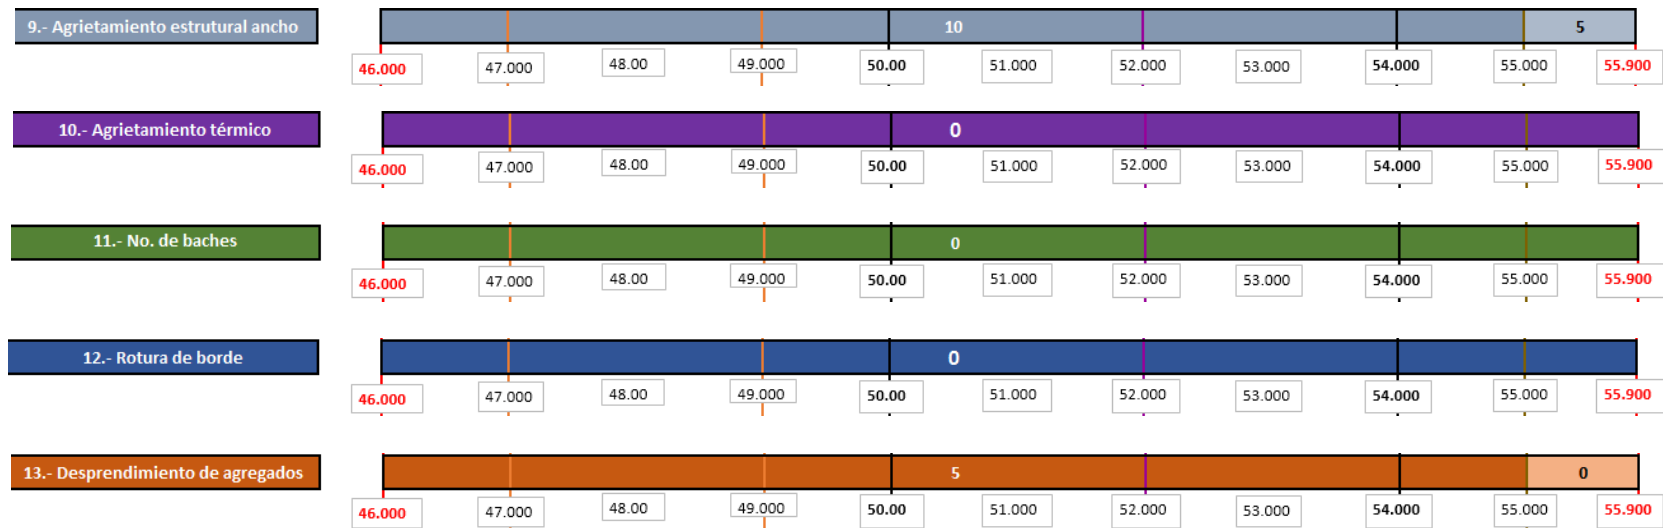 9.- Agrietamiento estrutural ancho 10 5
46.000 47.000 48.00 49.000 50.00 51.000 52.000 53.000 54.000 55.000 55.900
10.- Agrietamiento térmico 0
46.000 47.000 48.00 49.000 50.00 51.000 52.000 53.000 54.000 55.000 55.900
11.- No. de baches 0
46.000 47.000 48.00 49.000 50.00 51.000 52.000 53.000 54.000 55.000 55.900
12.- Rotura de borde 0
46.000 47.000 48.00 49.000 50.00 51.000 52.000 53.000 54.000 55.000 55.900
13.- Desprendimiento de agregados 5 0
46.000 47.000 48.00 49.000 50.00 51.000 52.000 53.000 54.000 55.000 55.900